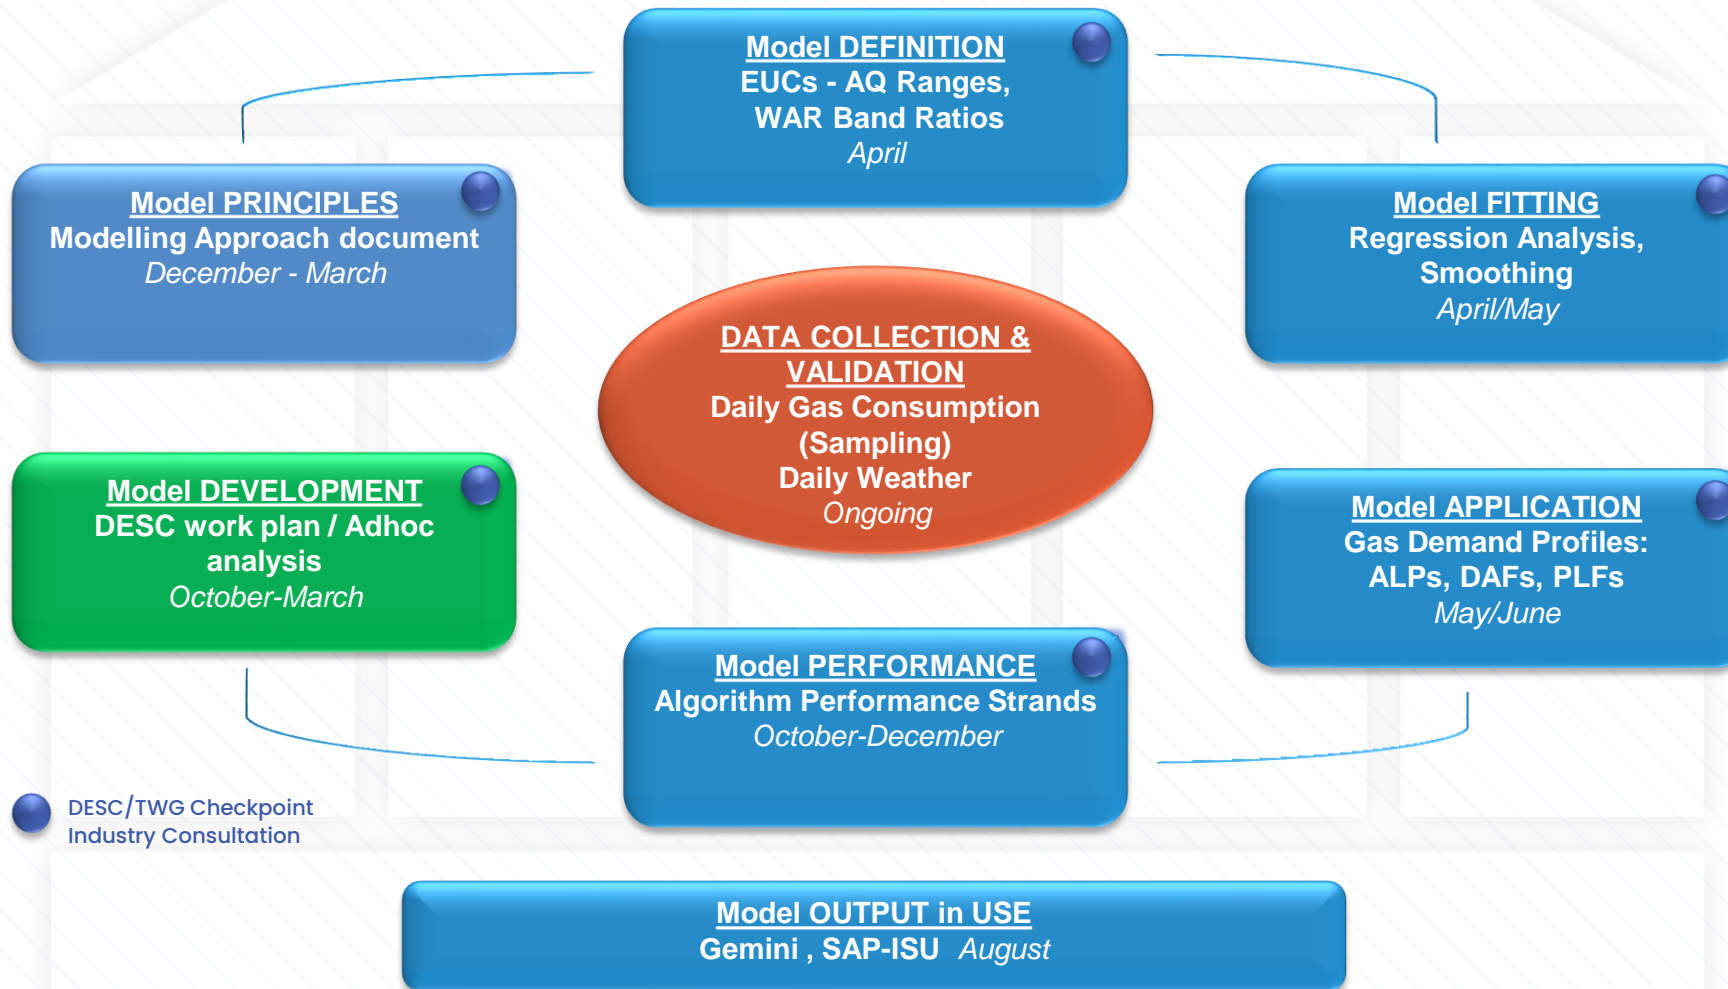 Model DEFINITION
EUCs - AQ Ranges,
WAR Band Ratios
April
Model PRINCIPLES
Modelling Approach document
December - March
Model FITTING
Regression Analysis,
Smoothing
April/May
DATA COLLECTION &
VALIDATION
Daily Gas Consumption
(Sampling)
Daily Weather
Ongoing
Model DEVELOPMENT
DESC work plan / Adhoc
analysis
October-March
Model APPLICATION
Gas Demand Profiles:
ALPs, DAFs, PLFs
May/June
Model PERFORMANCE
Algorithm Performance Strands
October-December
DESC/TWG Checkpoint
Industry Consultation
Model OUTPUT in USE
Gemini , SAP-ISU August